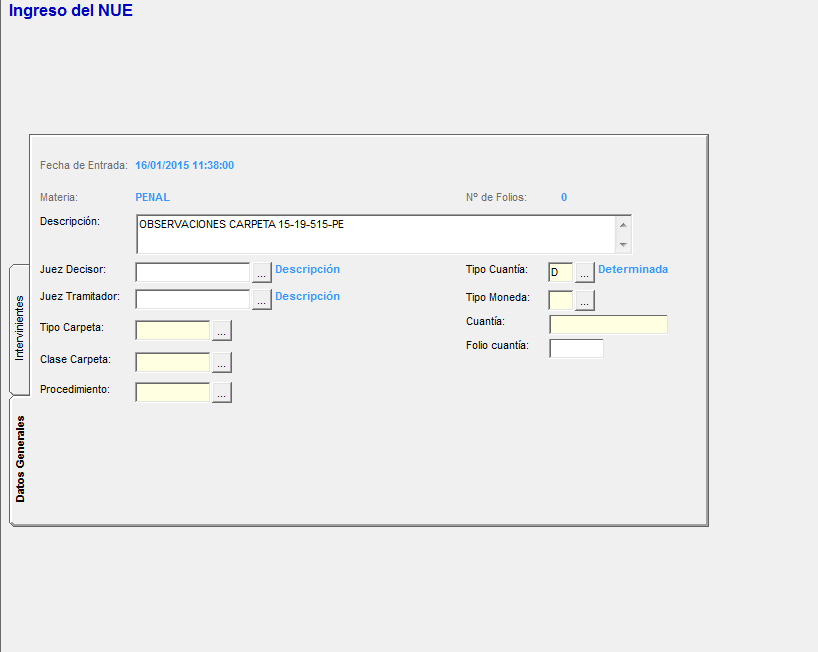 Ingreso del NUE
Fecha de Entrada: 16/01/2015 11:38:00
Materia: PENAL Nº de Folios: 0
Descripción: OBSERVACIONES CARPETA 15-19-515-PE
Juez Decisor: ... Descripción Tipo Cuantía: D ... Determinada
Juez Tramitador: ... Descripción Tipo Moneda: ...
Cuantía:
Tipo Carpeta: ...
Folio cuantía:
Clase Carpeta: ...
Procedimiento: ...
Intervinientes
Datos Generales